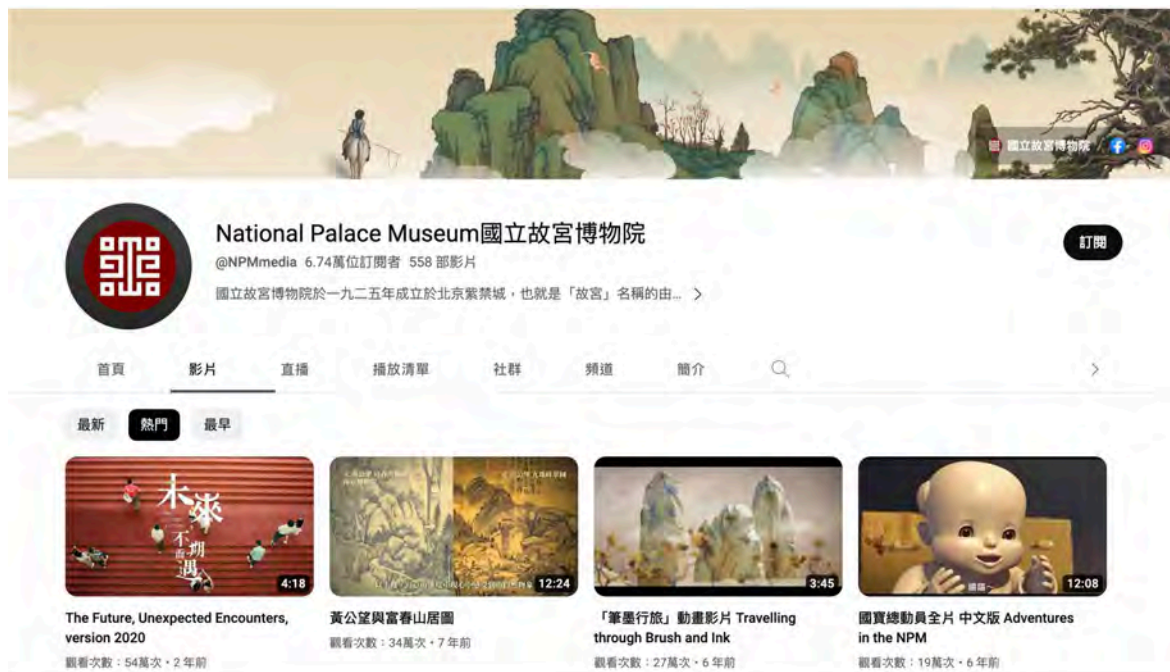 國立故宮博物院
National Palace Museum國立故宮博物院
訂閱
@NPMmedia 6.74萬位訂閱者 558 部影片
國立故宮博物院於一九二五年成立於北京紫禁城，也就是「故宮」名稱的由...
首頁 影片 直播 播放清單 社群 頻道 簡介
最新 熱門 最早
未來
不期
而遇
4:18
12:24
3:45
12:08
The Future, Unexpected Encounters,
version 2020
觀看次數：54萬次・2 年前
黃公望與富春山居圖
觀看次數：34萬次・7 年前
「筆墨行旅」動畫影片 Travelling
through Brush and Ink
觀看次數：27萬次・6 年前
國寶總動員全片 中文版 Adventures
in the NPM
觀看次數：19萬次・6 年前